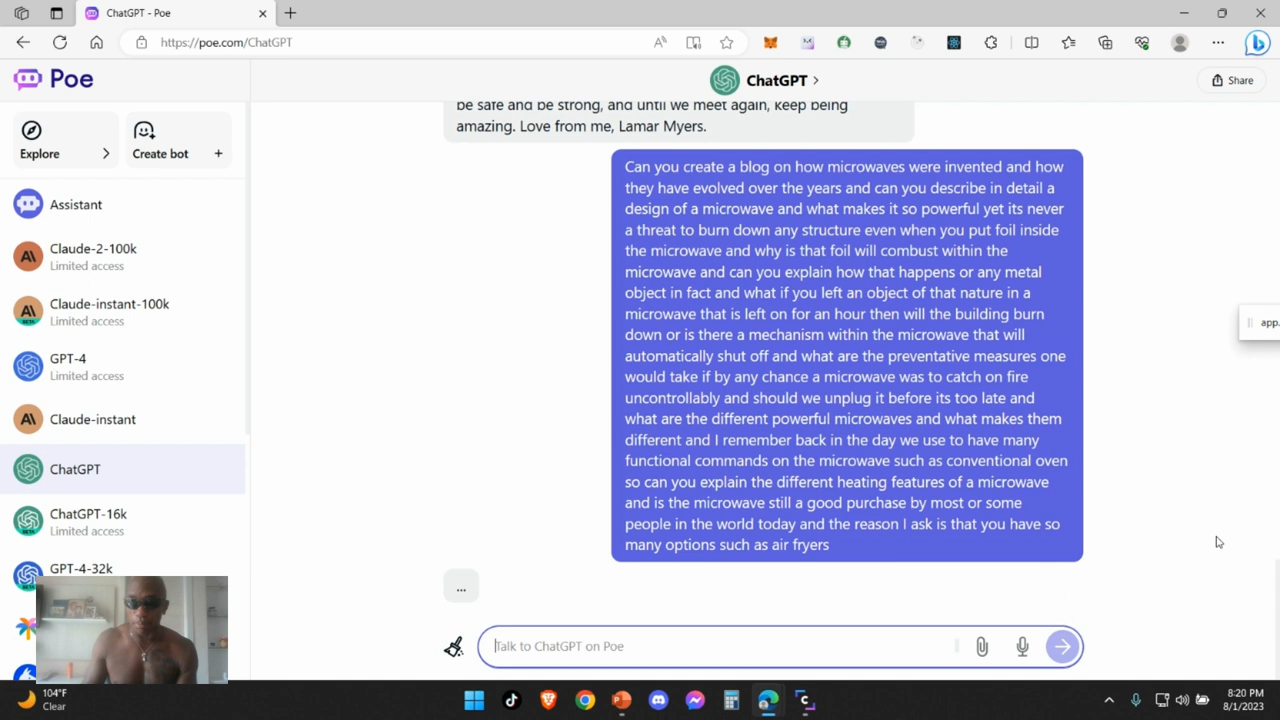 ChatGPT - Poe
https://poe.com/ChatGPT
Poe
ChatGPT
Share
Explore
Create bot
Assistant
Claude-2-100k
Limited access
Claude-instant-100k
Limited access
BETA
GPT-4
Limited access
Claude-instant
ChatGPT
ChatGPT-16k
Limited access
BETA
GPT-4-32k
be safe and be strong, and until we meet again, keep being
amazing. Love from me, Lamar Myers.
Can you create a blog on how microwaves were invented and how
they have evolved over the years and can you describe in detail a
design of a microwave and what makes it so powerful yet its never
a threat to burn down any structure even when you put foil inside
the microwave and why is that foil will combust within the
microwave and can you explain how that happens or any metal
object in fact and what if you left an object of that nature in a
microwave that is left on for an hour then will the building burn
down or is there a mechanism within the microwave that will
automatically shut off and what are the preventative measures one
would take if by any chance a microwave was to catch on fire
uncontrollably and should we unplug it before its too late and
what are the different powerful microwaves and what makes them
different and I remember back in the day we use to have many
functional commands on the microwave such as conventional oven
so can you explain the different heating features of a microwave
and is the microwave still a good purchase by most or some
people in the world today and the reason I ask is that you have so
many options such as air fryers
...
Talk to ChatGPT on Poe
app.
104°F
Clear
8:20 PM
8/1/2023